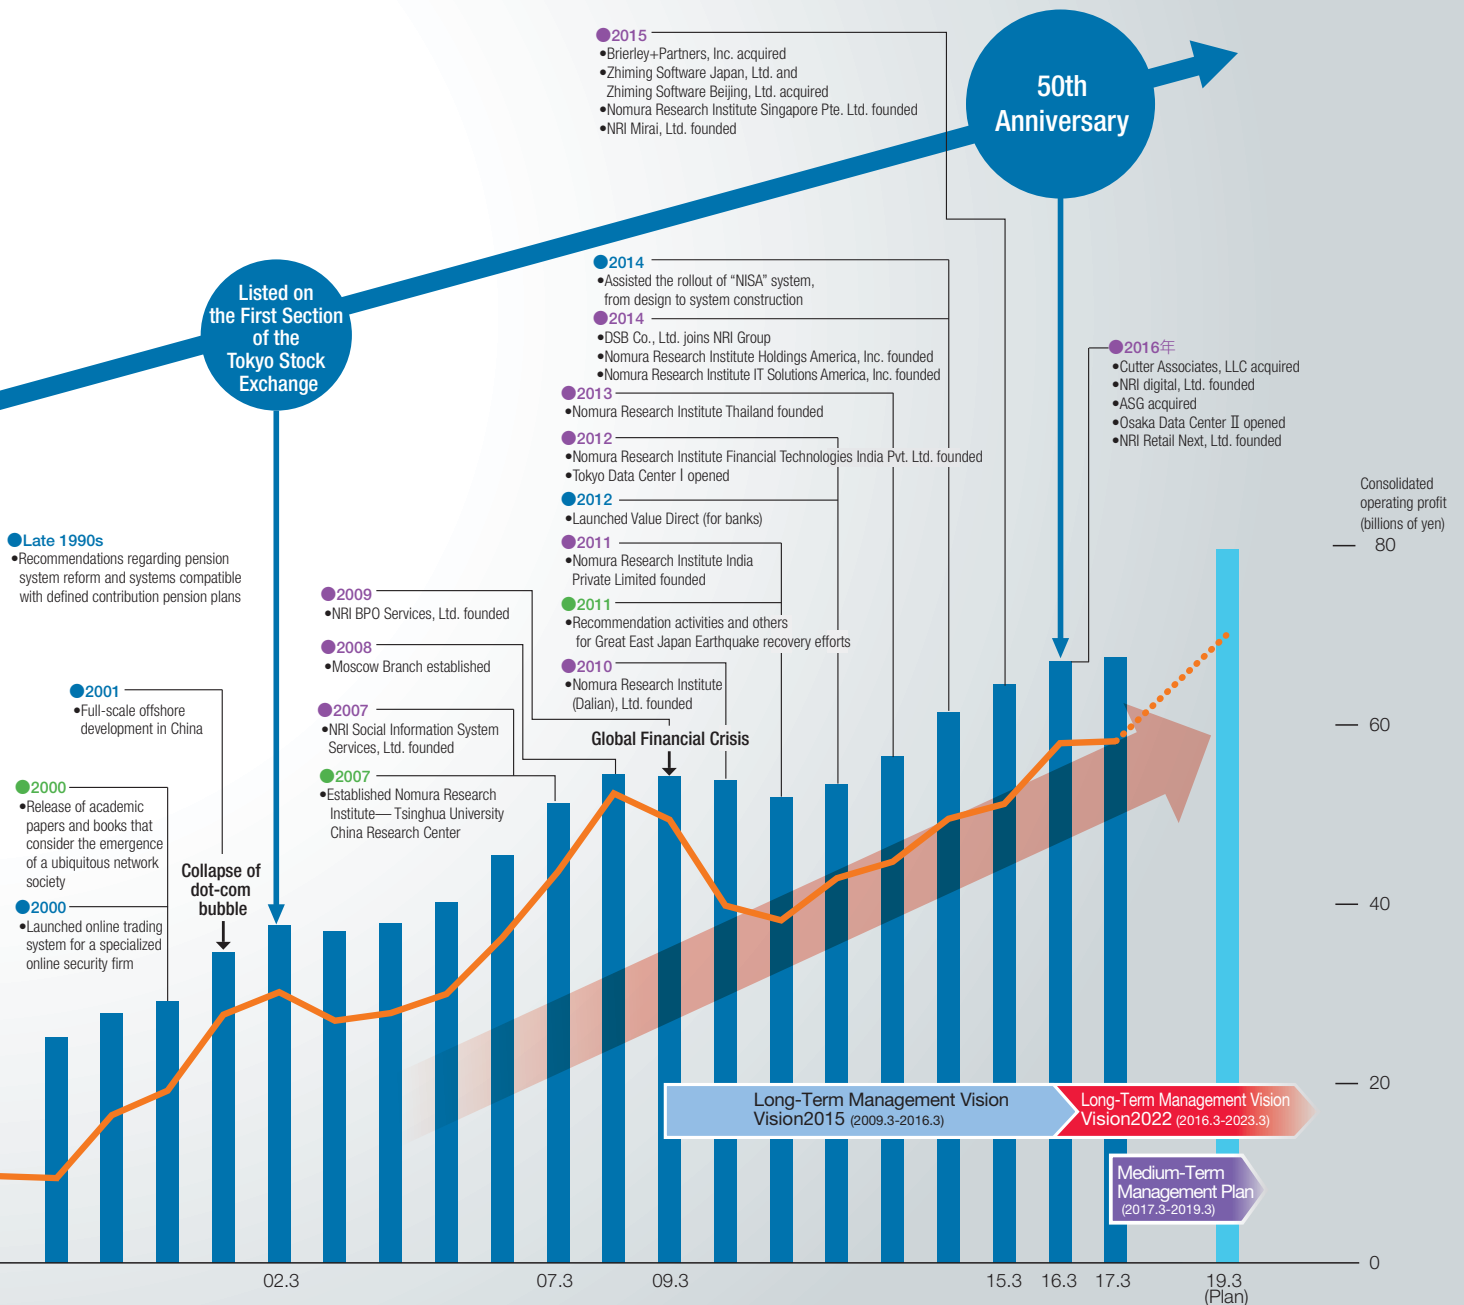 ●2015
•Brierley+Partners, Inc. acquired
•Zhiming Software Japan, Ltd. and
Zhiming Software Beijing, Ltd. acquired
•Nomura Research Institute Singapore Pte. Ltd. founded
•NRI Mirai, Ltd. founded
50th
Anniversary
●2014
•Assisted the rollout of “NISA” system,
from design to system construction
●2014
•DSB Co., Ltd. joins NRI Group
•Nomura Research Institute Holdings America, Inc. founded
•Nomura Research Institute IT Solutions America, Inc. founded
Listed on
the First Section
of the
Tokyo Stock
Exchange
●2016年
•Cutter Associates, LLC acquired
•NRI digital, Ltd. founded
•ASG acquired
•Osaka Data Center Ⅱ opened
•NRI Retail Next, Ltd. founded
●2013
•Nomura Research Institute Thailand founded
●2012
•Nomura Research Institute Financial Technologies India Pvt. Ltd. founded
•Tokyo Data Center Ⅰ opened
●2012
•Launched Value Direct (for banks)
●2011
•Nomura Research Institute India
Private Limited founded
●2011
•Recommendation activities and others
for Great East Japan Earthquake recovery efforts
●2010
•Nomura Research Institute
(Dalian), Ltd. founded
Global Financial Crisis
●Late 1990s
•Recommendations regarding pension
system reform and systems compatible
with defined contribution pension plans
●2009
•NRI BPO Services, Ltd. founded
●2008
•Moscow Branch established
●2007
•NRI Social Information System
Services, Ltd. founded
●2007
•Established Nomura Research
Institute— Tsinghua University
China Research Center
●2001
•Full-scale offshore
development in China
●2000
•Release of academic
papers and books that
consider the emergence
of a ubiquitous network
society
●2000
•Launched online trading
system for a specialized
online security firm
Collapse of
dot-com
bubble
Consolidated
operating profit
(billions of yen)
80
60
40
20
0
Long-Term Management Vision
Vision2015 (2009.3-2016.3)
Long-Term Management Vision
Vision2022 (2016.3-2023.3)
Medium-Term
Management Plan
(2017.3-2019.3)
02.3
07.3
09.3
15.3
16.3
17.3
19.3
(Plan)